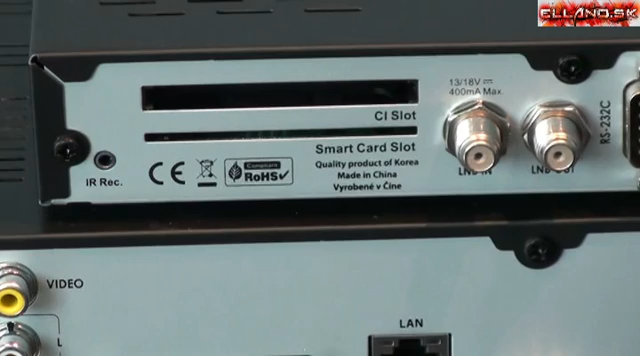 ELLANO.SK
13/18V
400mA Max.
CI Slot
Smart Card Slot
IR Rec.
CE
Compliant
RoHS
Quality product of Korea
Made in China
Vyrobené v Číne
LNB IN
LNB OUT
RS-232C
VIDEO
L
LAN